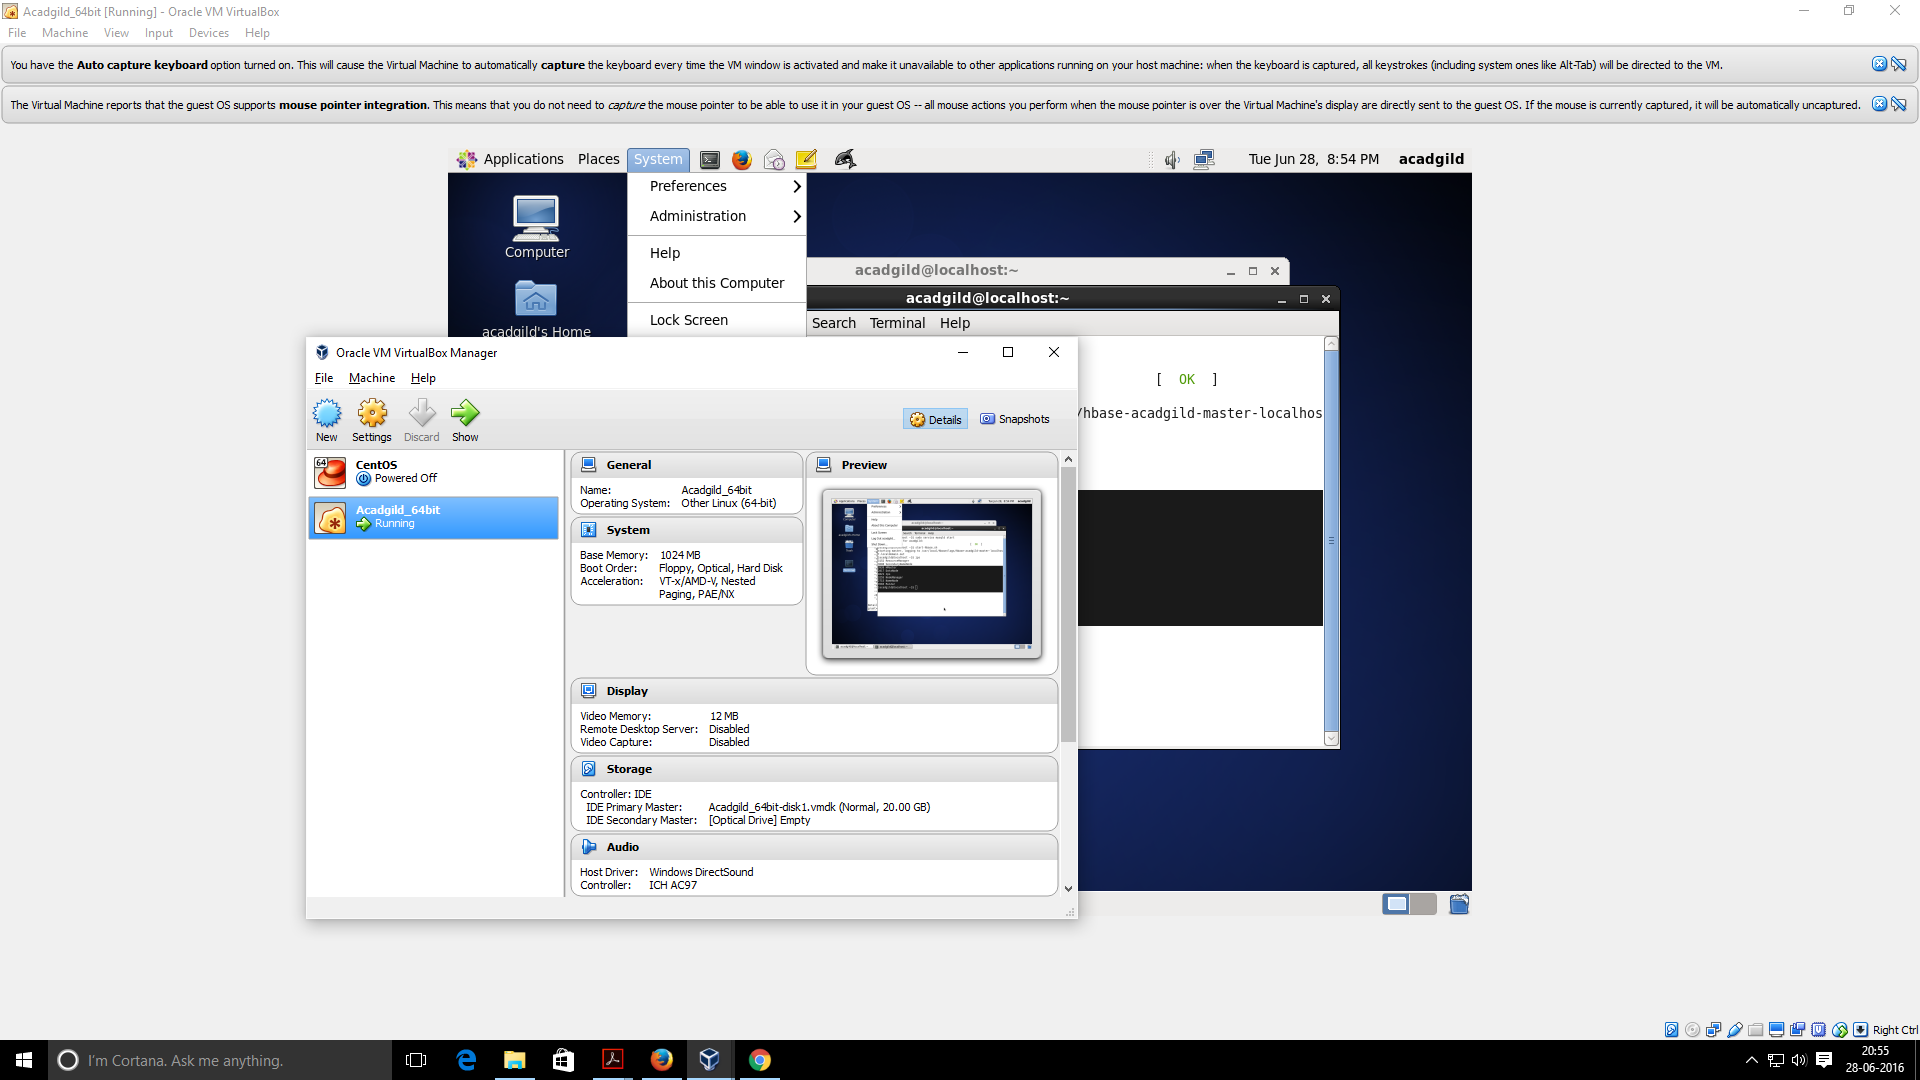 Acadgild_64bit [Running] - Oracle VM VirtualBox
File Machine View Input Devices Help
You have the Auto capture keyboard option turned on. This will cause the Virtual Machine to automatically capture the keyboard every time the VM window is activated and make it unavailable to other applications running on your host machine: when the keyboard is captured, all keystrokes (including system ones like Alt-Tab) will be directed to the VM.
The Virtual Machine reports that the guest OS supports mouse pointer integration. This means that you do not need to capture the mouse pointer to be able to use it in your guest OS -- all mouse actions you perform when the mouse pointer is over the Virtual Machine's display are directly sent to the guest OS. If the mouse is currently captured, it will be automatically uncaptured.
Applications Places System Tue Jun 28, 8:54 PM acadgild
Preferences
Administration
Help
About this Computer
Lock Screen
Computer
acadgild's Home
acadgild@localhost:~
acadgild@localhost:~
Search Terminal Help
[ OK ]
/hbase-acadgild-master-localhos
Oracle VM VirtualBox Manager
File Machine Help
New Settings Discard Show
Details Snapshots
64 CentOS
Powered Off
Acadgild_64bit
Running
General
Name: Acadgild_64bit
Operating System: Other Linux (64-bit)
System
Base Memory: 1024 MB
Boot Order: Floppy, Optical, Hard Disk
Acceleration: VT-x/AMD-V, Nested
Paging, PAE/NX
Preview
Display
Video Memory: 12 MB
Remote Desktop Server: Disabled
Video Capture: Disabled
Storage
Controller: IDE
IDE Primary Master: Acadgild_64bit-disk1.vmdk (Normal, 20.00 GB)
IDE Secondary Master: [Optical Drive] Empty
Audio
Host Driver: Windows DirectSound
Controller: ICH AC97
Right Ctrl
I'm Cortana. Ask me anything.
20:55
28-06-2016